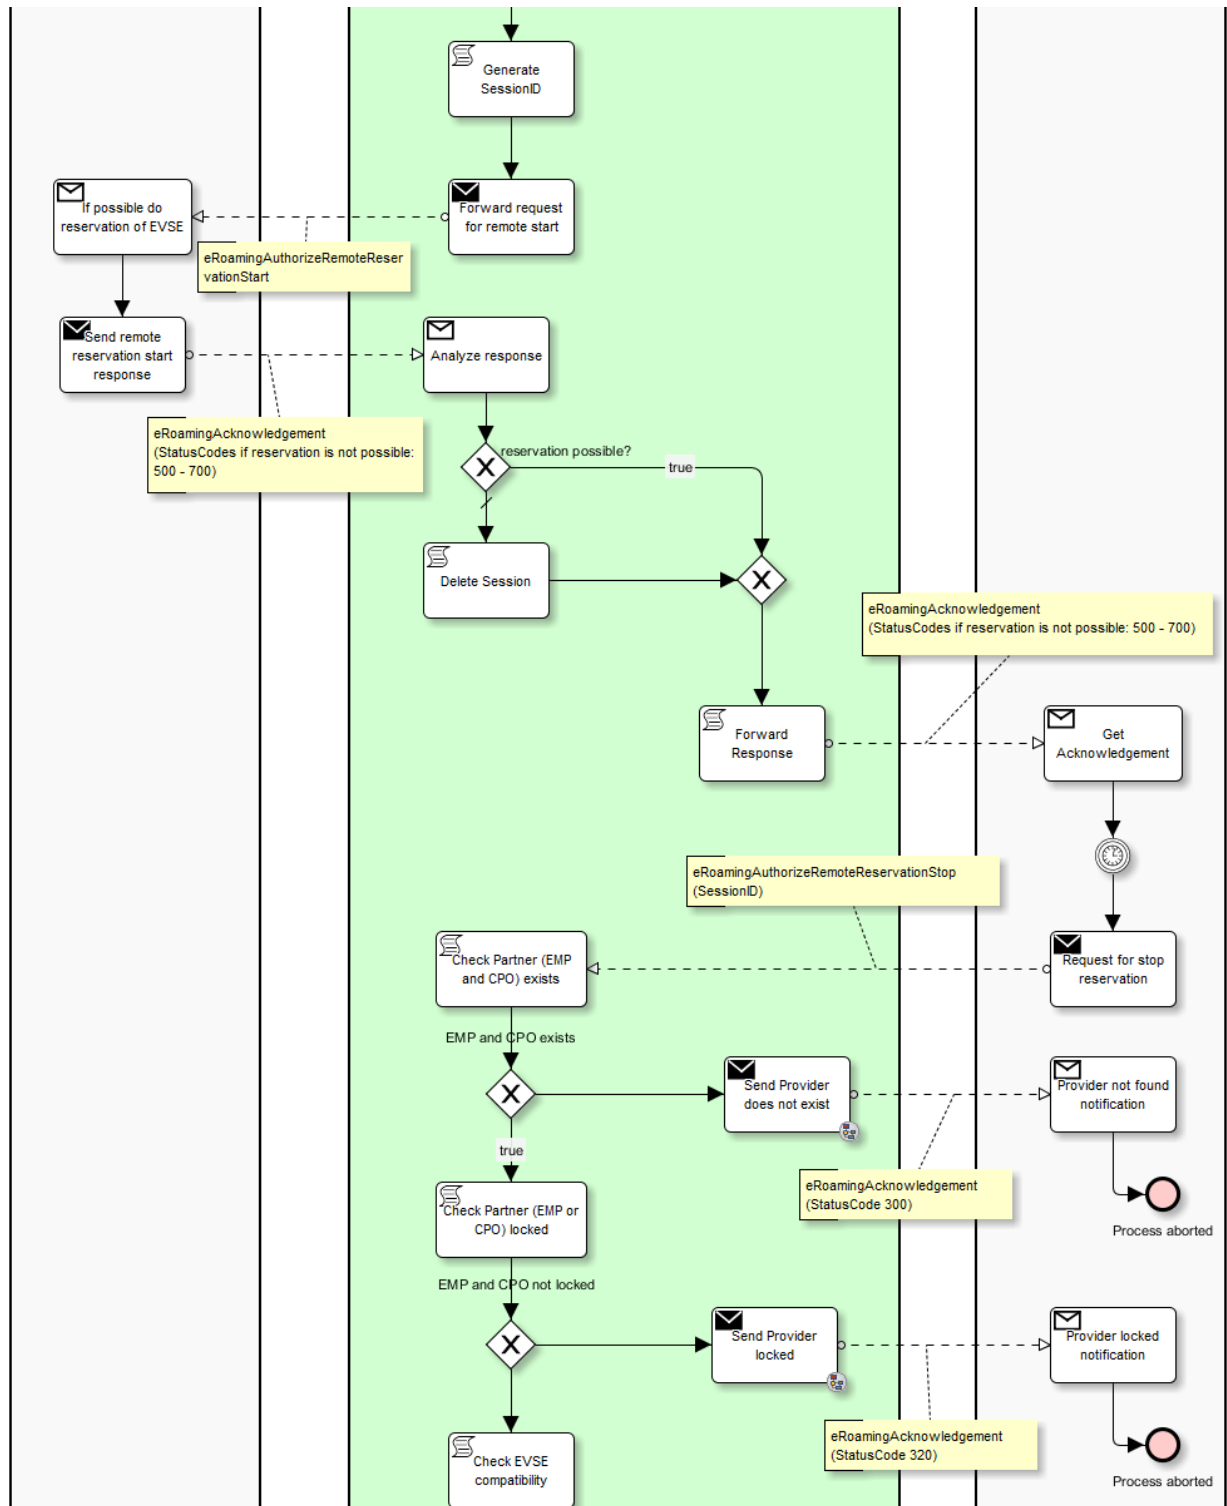 Generate
SessionID
If possible do
reservation of EVSE
Forward request
for remote start
eRoamingAuthorizeRemoteReser
vationStart
Send remote
reservation start
response
Analyze response
eRoamingAcknowledgement
(StatusCodes if reservation is not possible:
500 - 700)
reservation possible?
true
Delete Session
eRoamingAcknowledgement
(StatusCodes if reservation is not possible: 500 - 700)
Forward
Response
Get
Acknowledgement
eRoamingAuthorizeRemoteReservationStop
(SessionID)
Check Partner (EMP
and CPO) exists
Request for stop
reservation
EMP and CPO exists
Send Provider
does not exist
Provider not found
notification
true
eRoamingAcknowledgement
(StatusCode 300)
Check Partner (EMP or
CPO) locked
Process aborted
EMP and CPO not locked
Send Provider
locked
Provider locked
notification
eRoamingAcknowledgement
(StatusCode 320)
Check EVSE
compatibility
Process aborted